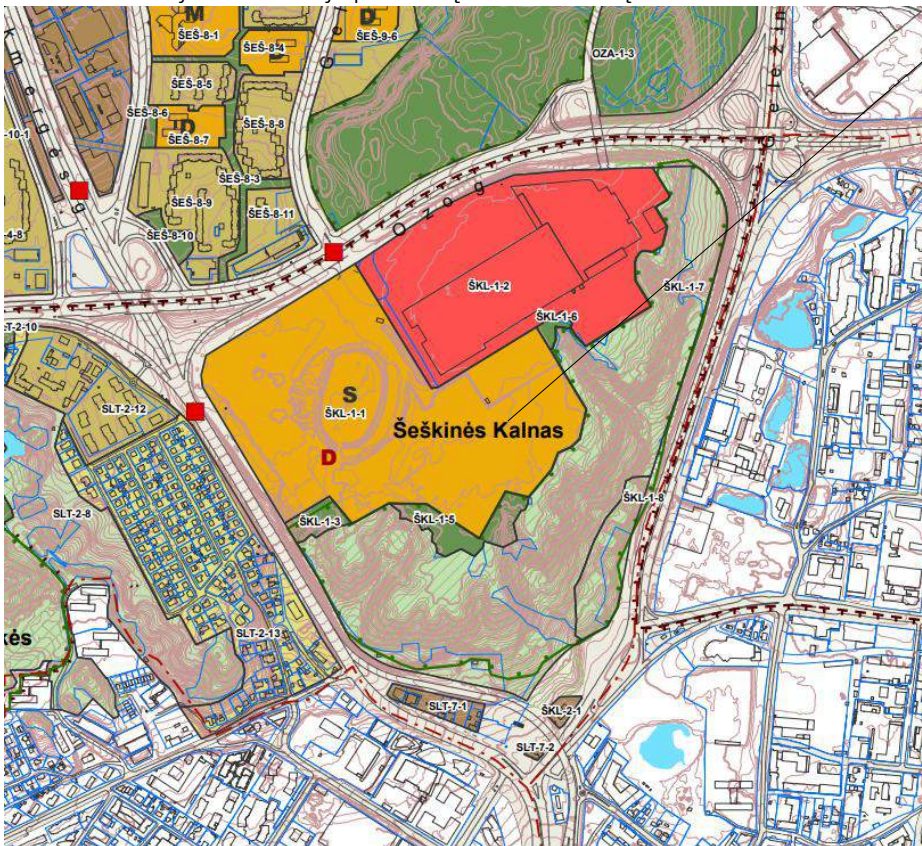 M
ŠEŠ-8-1
ŠEŠ-8-4
D
D
ŠEŠ-9-6
OZA-1-3
ŠEŠ-8-5
ŠEŠ-8-6
D
ŠEŠ-8-7
ŠEŠ-8-8
-10-1
ŠEŠ-8-3
ŠEŠ-8-9
ŠEŠ-8-11
-4-81
ŠEŠ-8-10
O z o g
ŠKL-1-2
ŠKL-1-7
ŠKL-1-6
T-2-10
S
SLT-2-12
ŠKL-1-1
Šeškinės Kalnas
D
ŠKL-1-8
SLT-2-8
ŠKL-1-3
ŠKL-1-5
kės
SLT-2-13
SLT-7-1
ŠKL-2-1
SLT-7-2